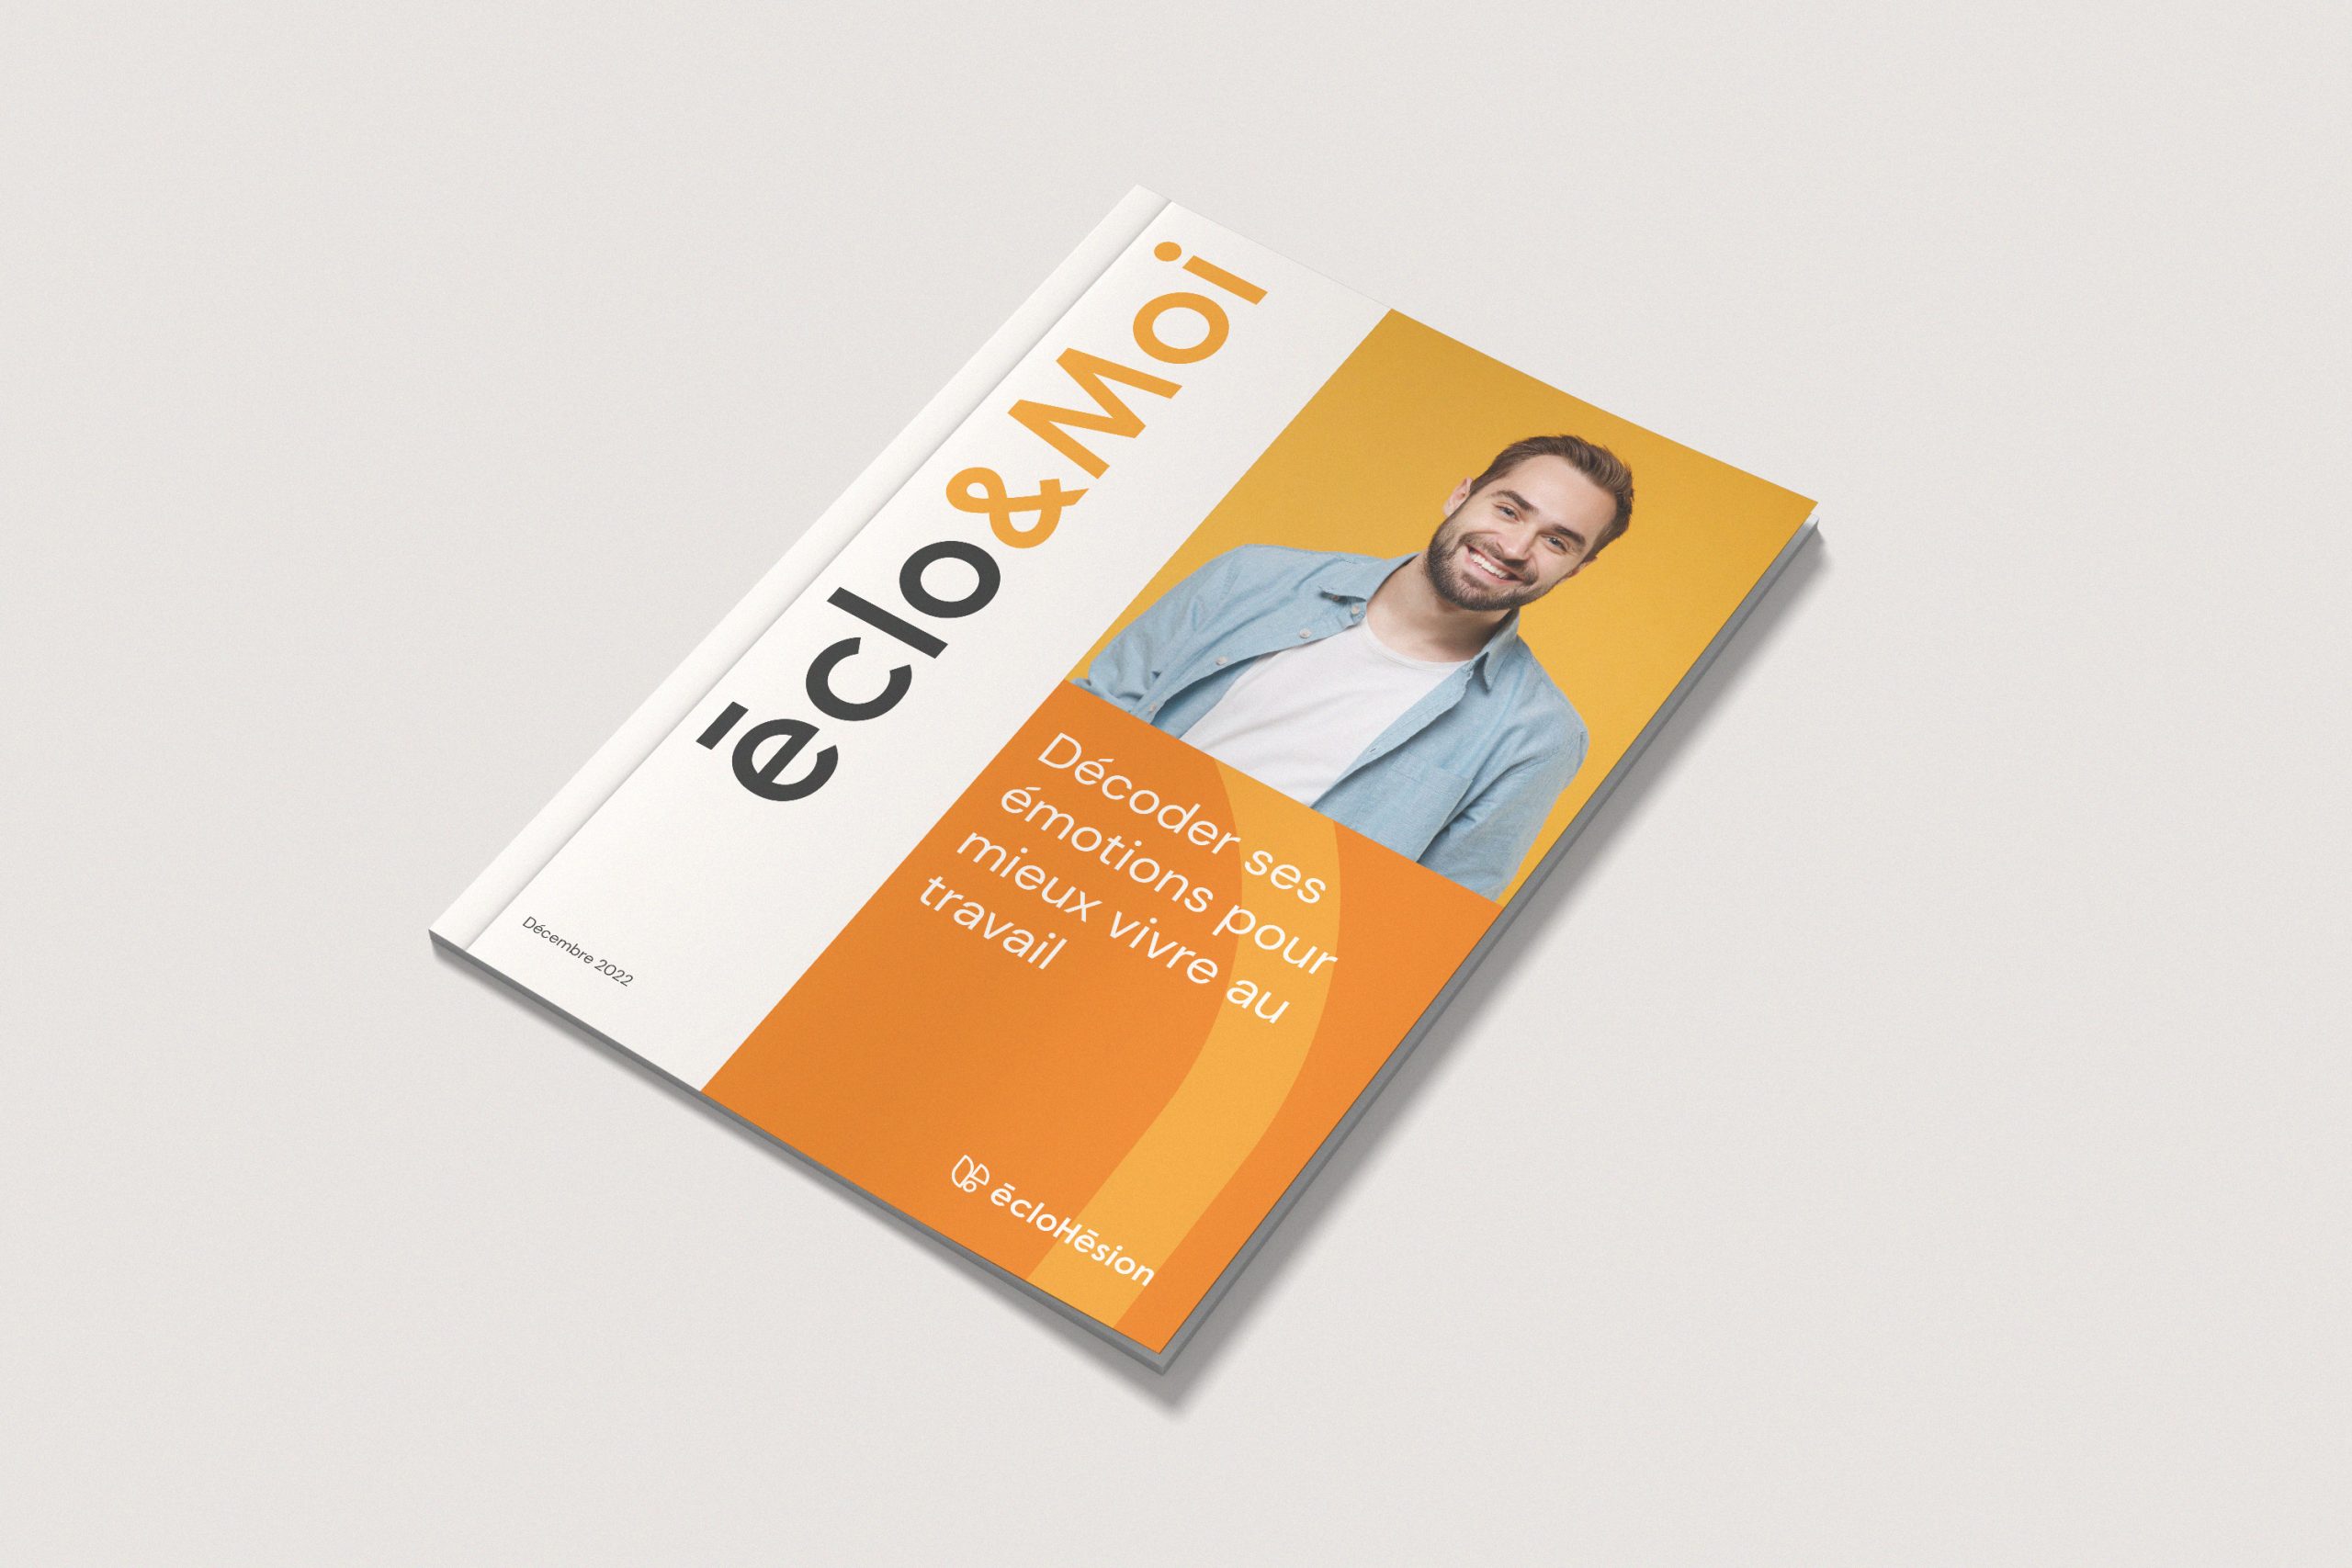 ēclo&Moi
Décoder ses
émotions pour
mieux vivre au
travail
Décembre 2022
ēcloHēsion